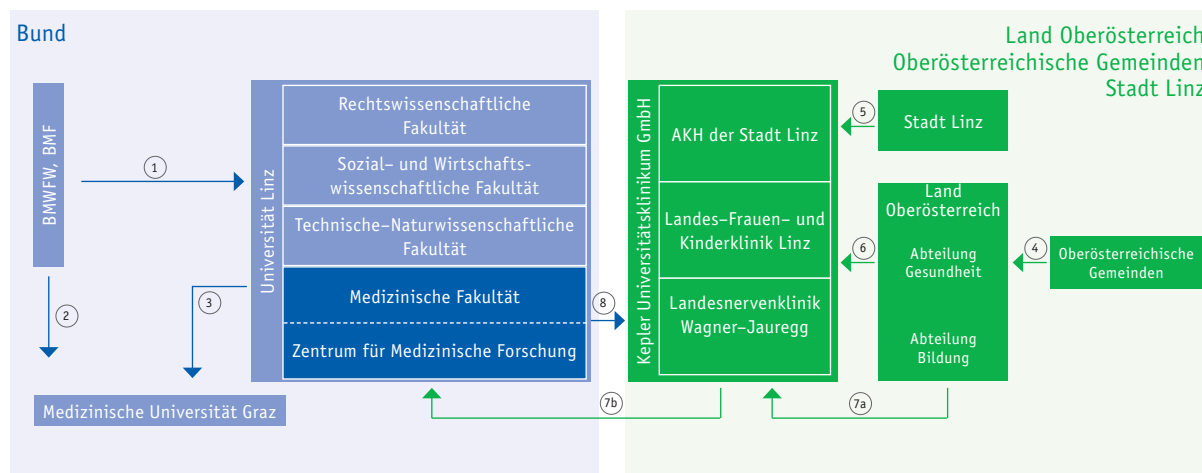 Bund
Land Oberösterreich
Oberösterreichische Gemeinden
Stadt Linz
BMWFW, BMF
1
2
3
Universität Linz
Rechtswissenschaftliche
Fakultät
Sozial– und Wirtschafts-
wissenschaftliche Fakultät
Technische–Naturwissenschaftliche
Fakultät
Medizinische Fakultät
Zentrum für Medizinische Forschung
Medizinische Universität Graz
8
Kepler Universitätsklinikum GmbH
AKH der Stadt Linz
Landes–Frauen– und
Kinderklinik Linz
Landesnervenklinik
Wagner–Jauregg
5
Stadt Linz
6
Land
Oberösterreich
Abteilung
Gesundheit
Abteilung
Bildung
4
Oberösterreichische
Gemeinden
7b
7a